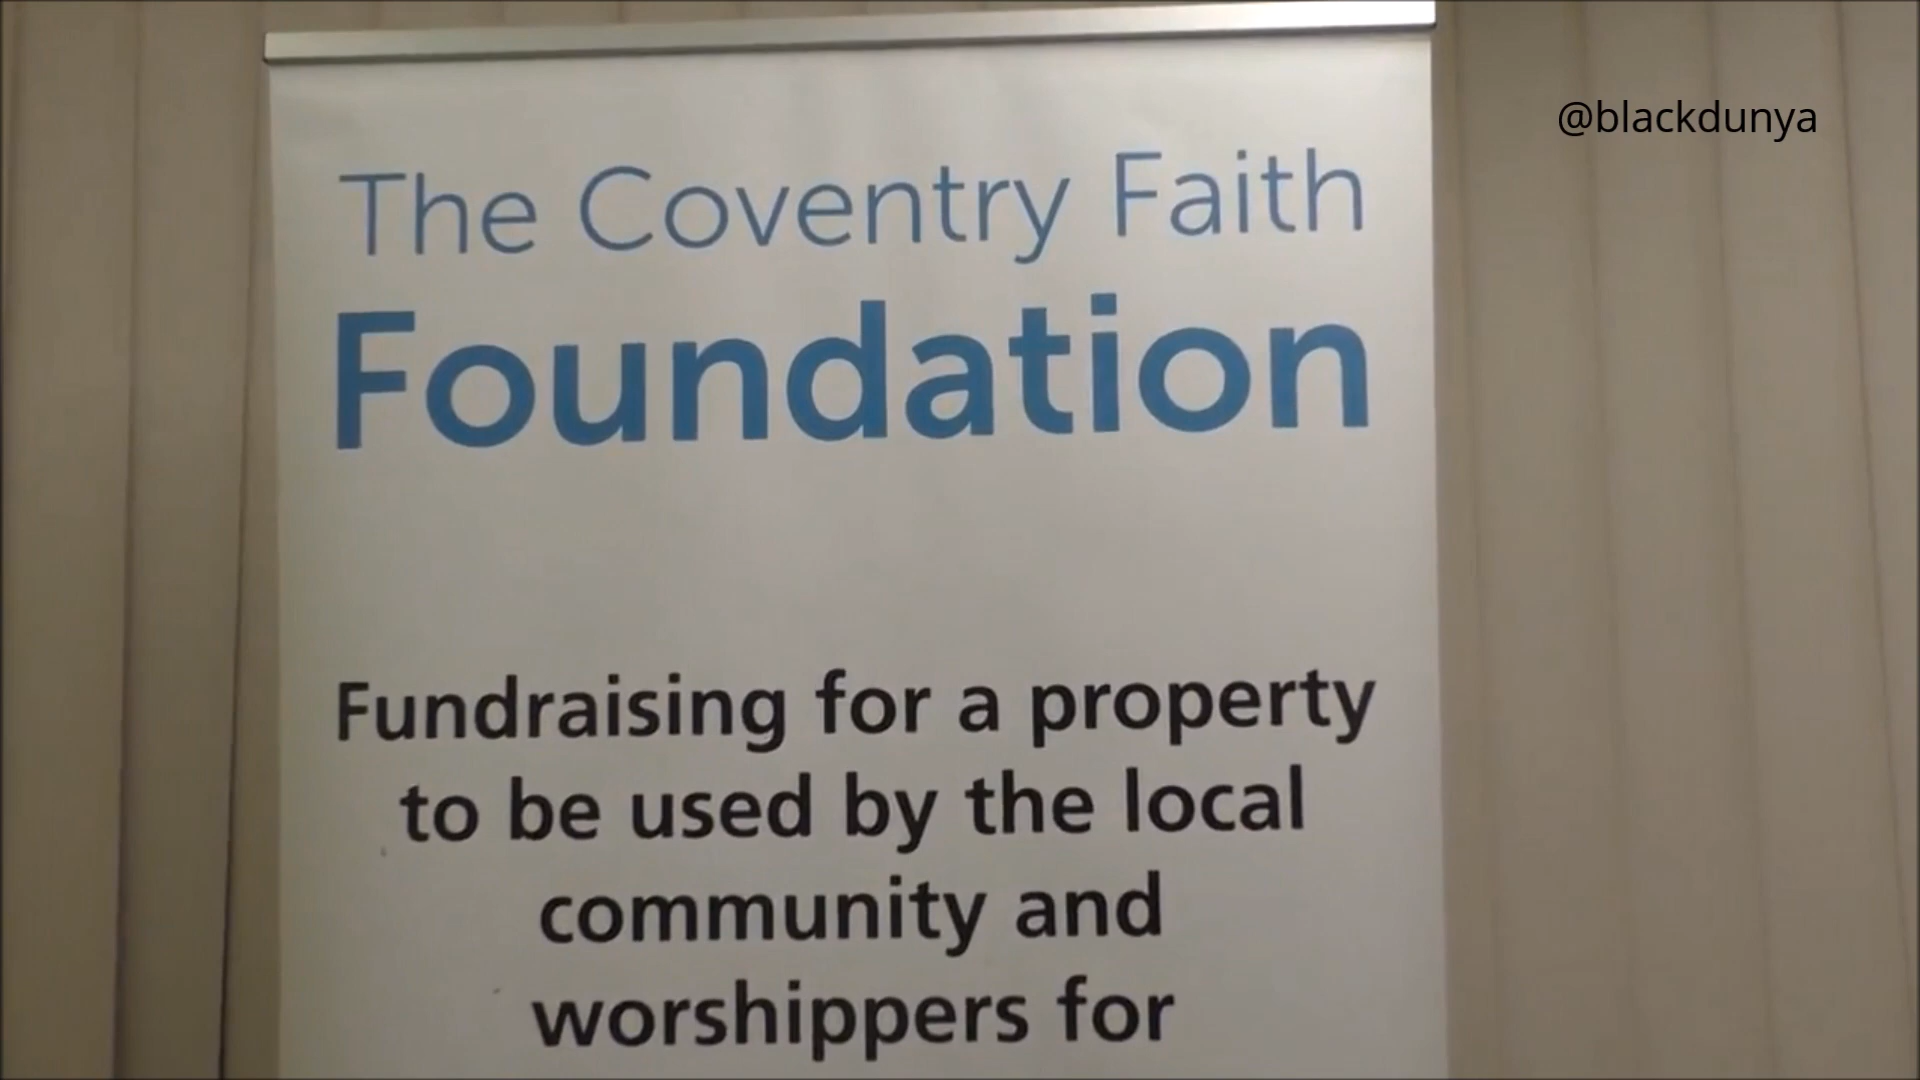 @blackdunya
The Coventry Faith
Foundation
Fundraising for a property
to be used by the local
community and
worshippers for